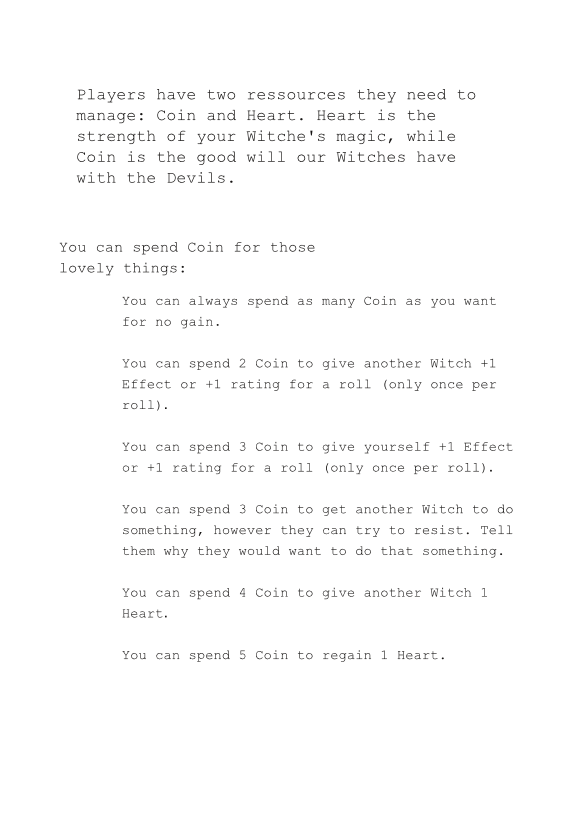 Players have two ressources they need to
manage: Coin and Heart. Heart is the
strength of your Witche's magic, while
Coin is the good will our Witches have
with the Devils.
You can spend Coin for those
lovely things:
You can always spend as many Coin as you want
for no gain.
You can spend 2 Coin to give another Witch +1
Effect or +1 rating for a roll (only once per
roll).
You can spend 3 Coin to give yourself +1 Effect
or +1 rating for a roll (only once per roll).
You can spend 3 Coin to get another Witch to do
something, however they can try to resist. Tell
them why they would want to do that something.
You can spend 4 Coin to give another Witch 1
Heart.
You can spend 5 Coin to regain 1 Heart.